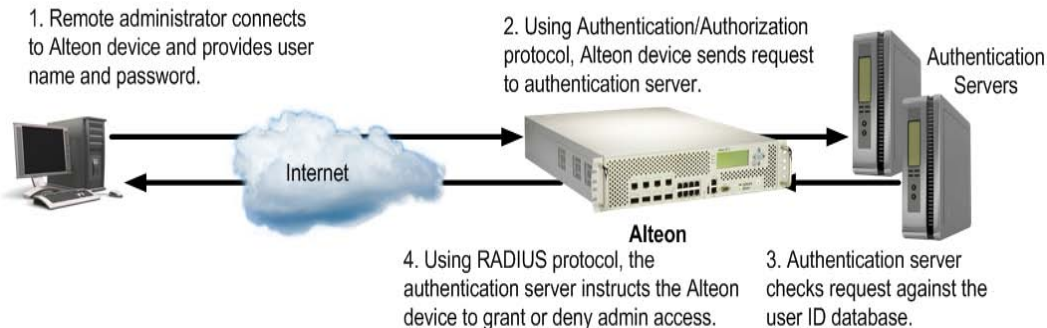 1. Remote administrator connects
to Alteon device and provides user
name and password.
2. Using Authentication/Authorization
protocol, Alteon device sends request
to authentication server.
Authentication
Servers
Internet
Alteon
4. Using RADIUS protocol, the
authentication server instructs the Alteon
device to grant or deny admin access.
3. Authentication server
checks request against the
user ID database.